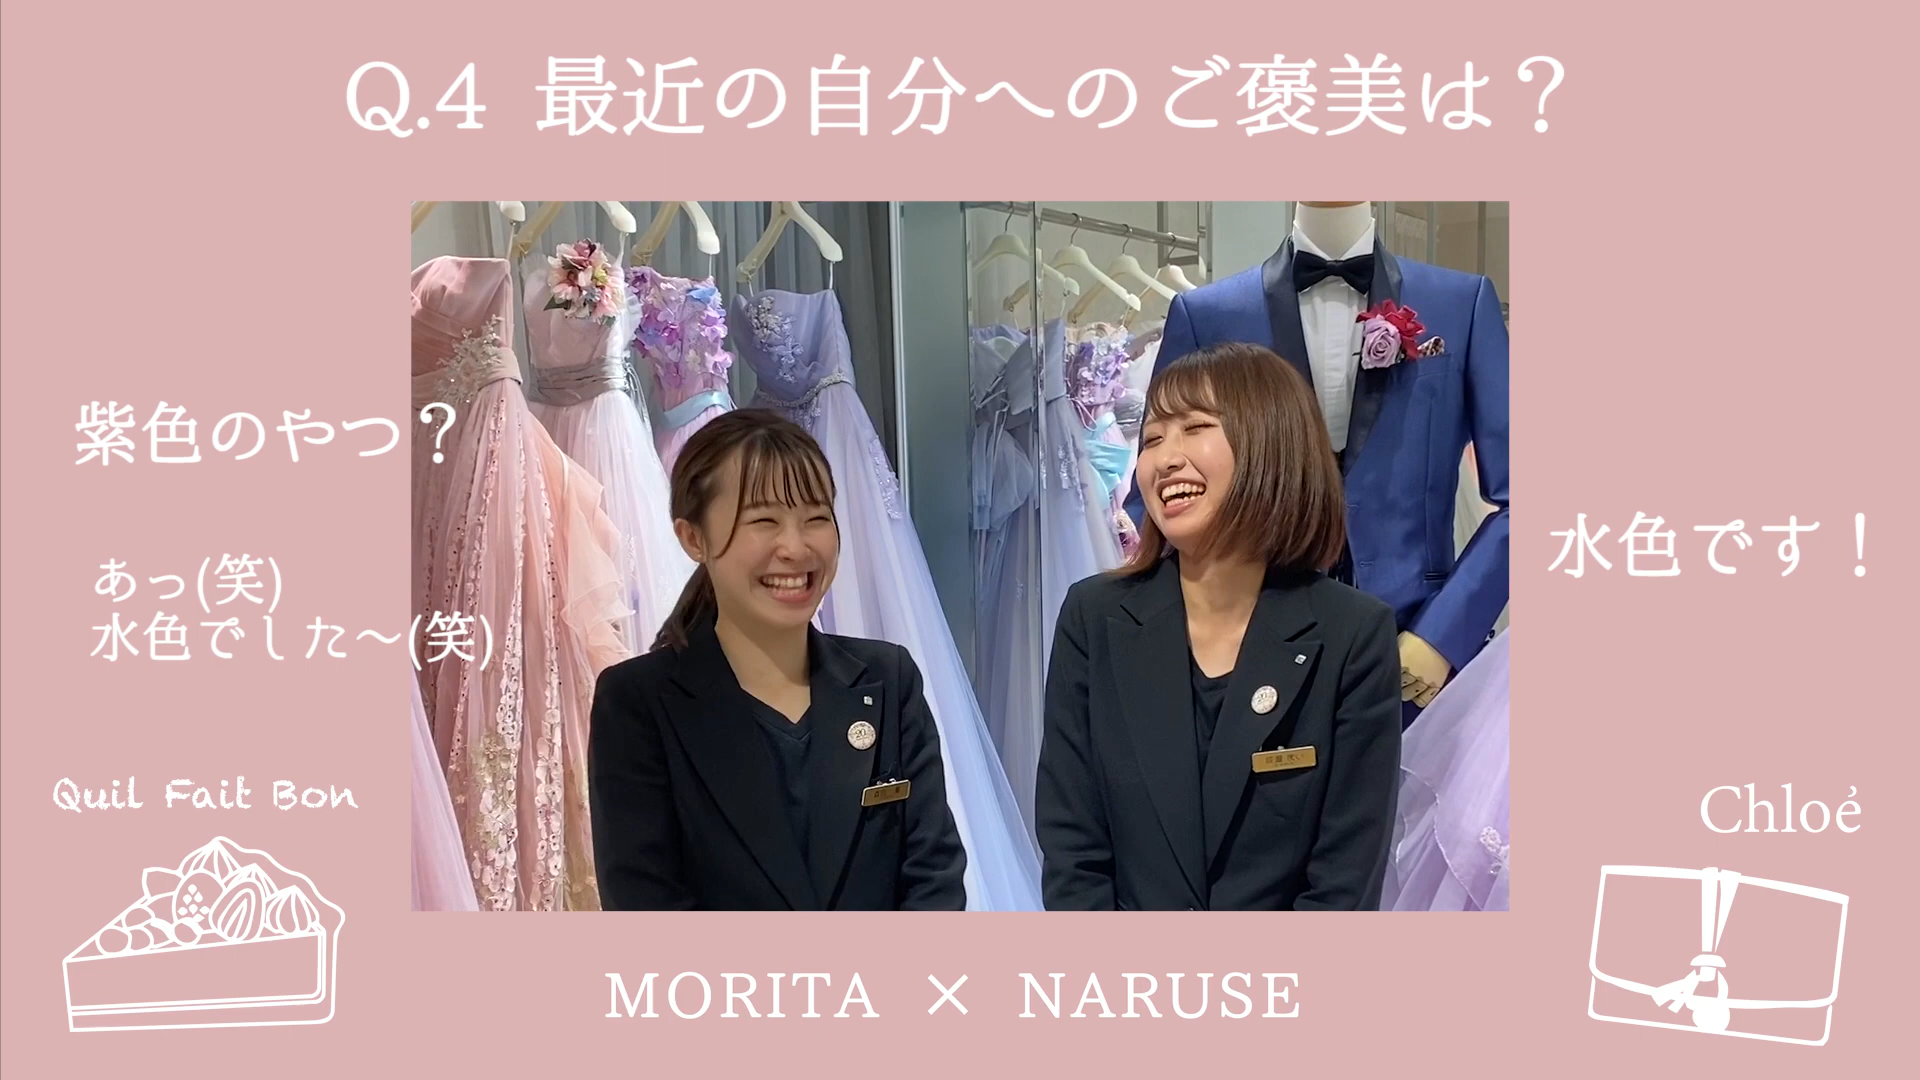 Q.4 最近の自分へのご褒美は？
紫色のやつ？
水色です！
あっ(笑)
水色でした～(笑)
20
Quil Fait Bon
Chloé
MORITA × NARUSE